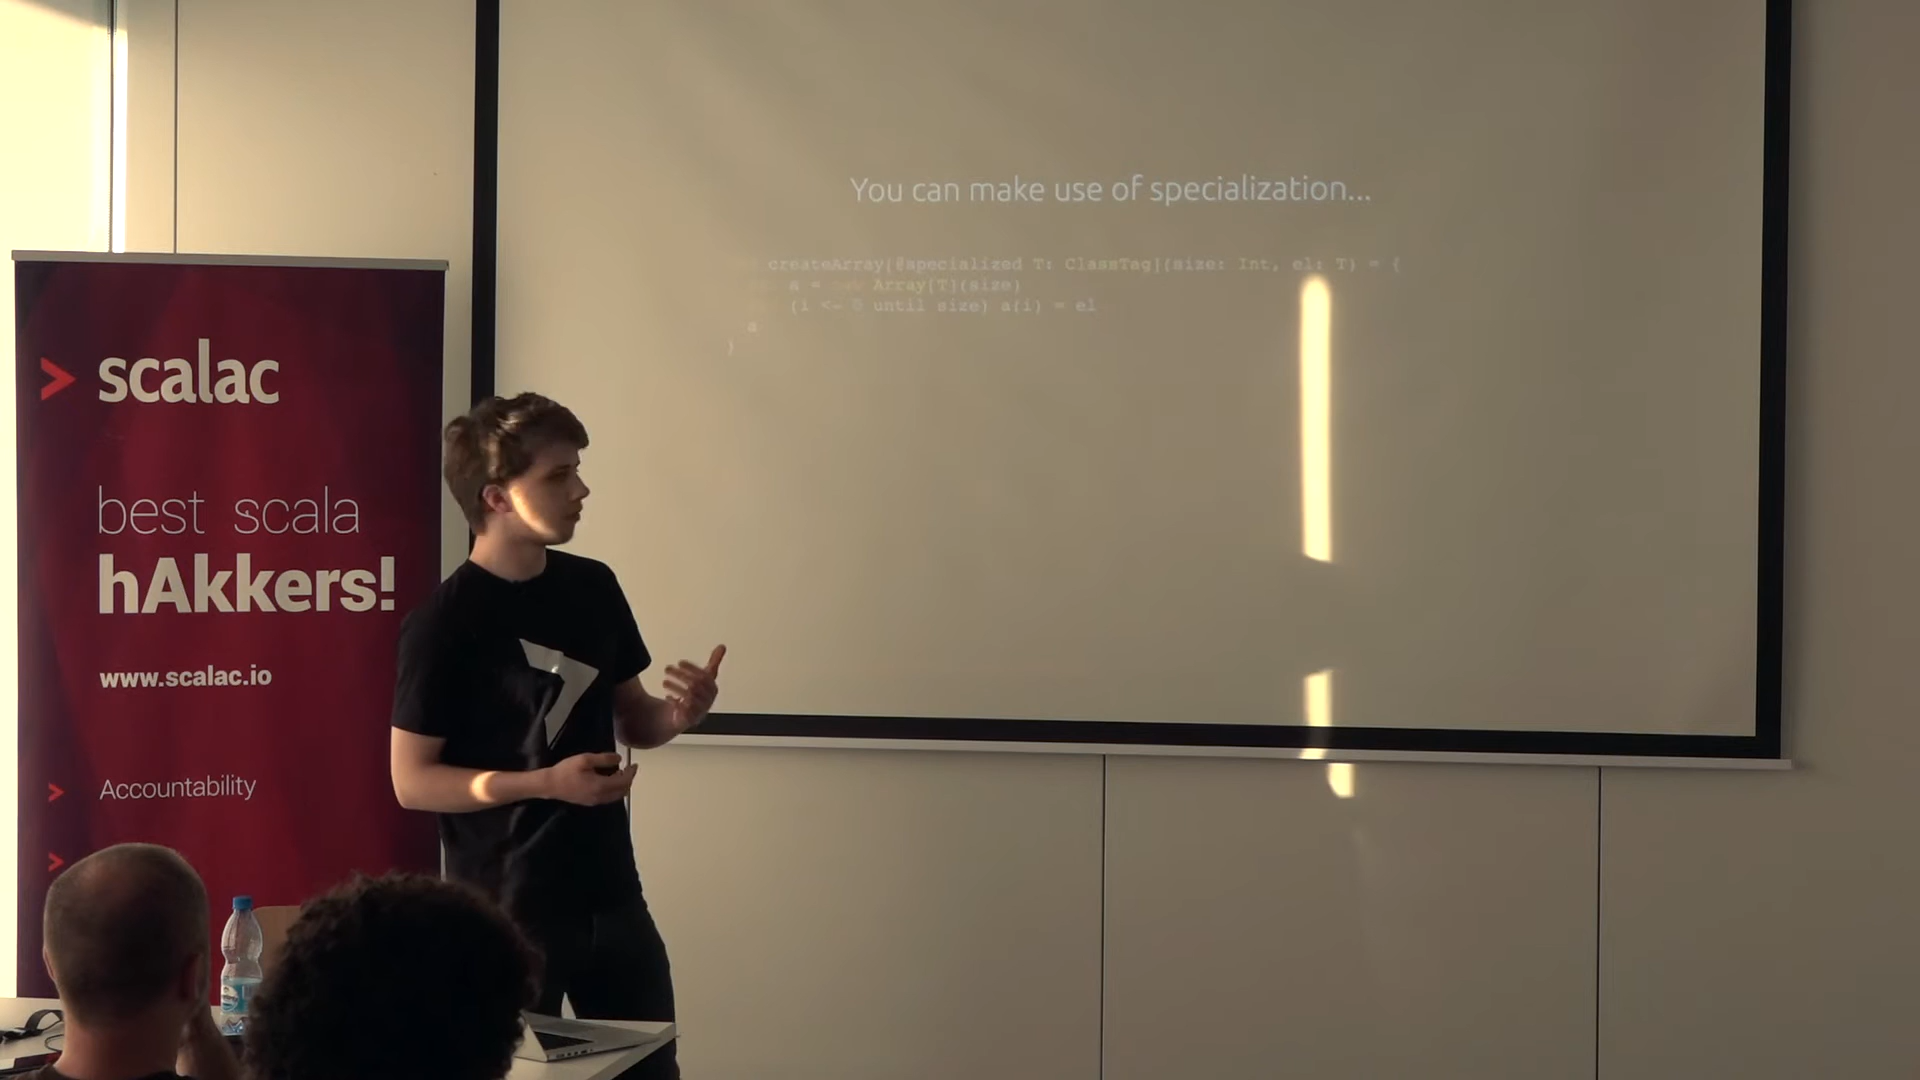 You can make use of specialization...
createArray[@specialized T: ClassTag](size: Int, el: T) = {
a = new Array[T](size)
(i <- 0 until size) a(i) = el
a
}
> scalac
best scala
hAkkers!
www.scalac.io
> Accountability
>